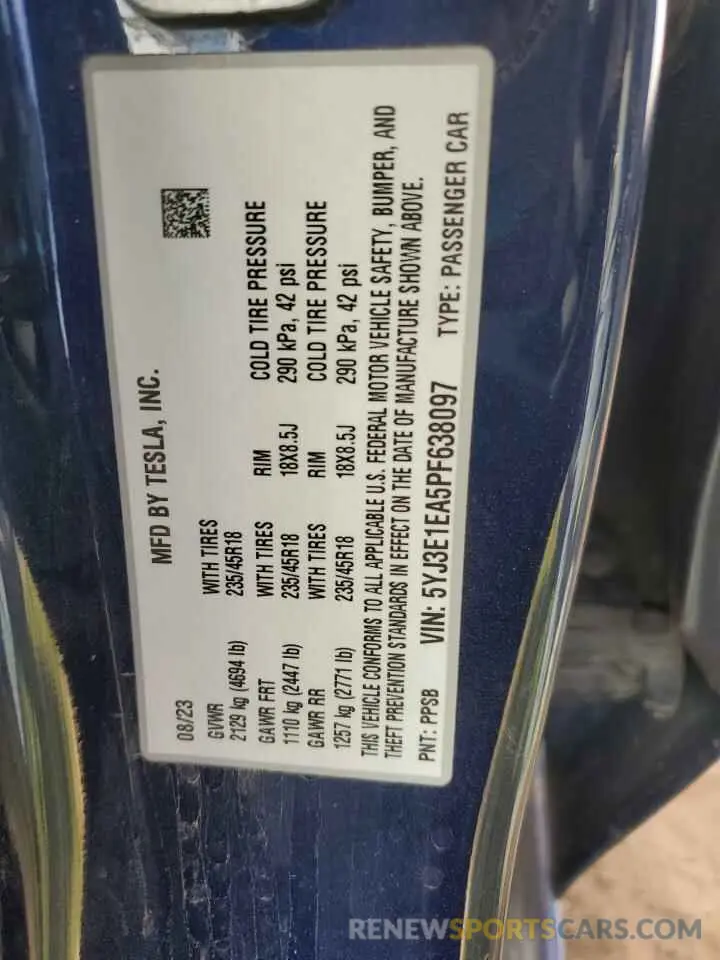 MFD BY TESLA, INC.
08/23
GVWR WITH TIRES
2129 kg (4694 lb) 235/45R18
GAWR FRT WITH TIRES RIM COLD TIRE PRESSURE
1110 kg (2447 lb) 235/45R18 18X8.5J 290 kPa, 42 psi
GAWR RR WITH TIRES RIM COLD TIRE PRESSURE
1257 kg (2771 lb) 235/45R18 18X8.5J 290 kPa, 42 psi
THIS VEHICLE CONFORMS TO ALL APPLICABLE U.S. FEDERAL MOTOR VEHICLE SAFETY, BUMPER, AND
THEFT PREVENTION STANDARDS IN EFFECT ON THE DATE OF MANUFACTURE SHOWN ABOVE.
PNT: PPSB VIN: 5YJ3E1EA5PF638097 TYPE: PASSENGER CAR
RENEWSPORTSCARS.COM